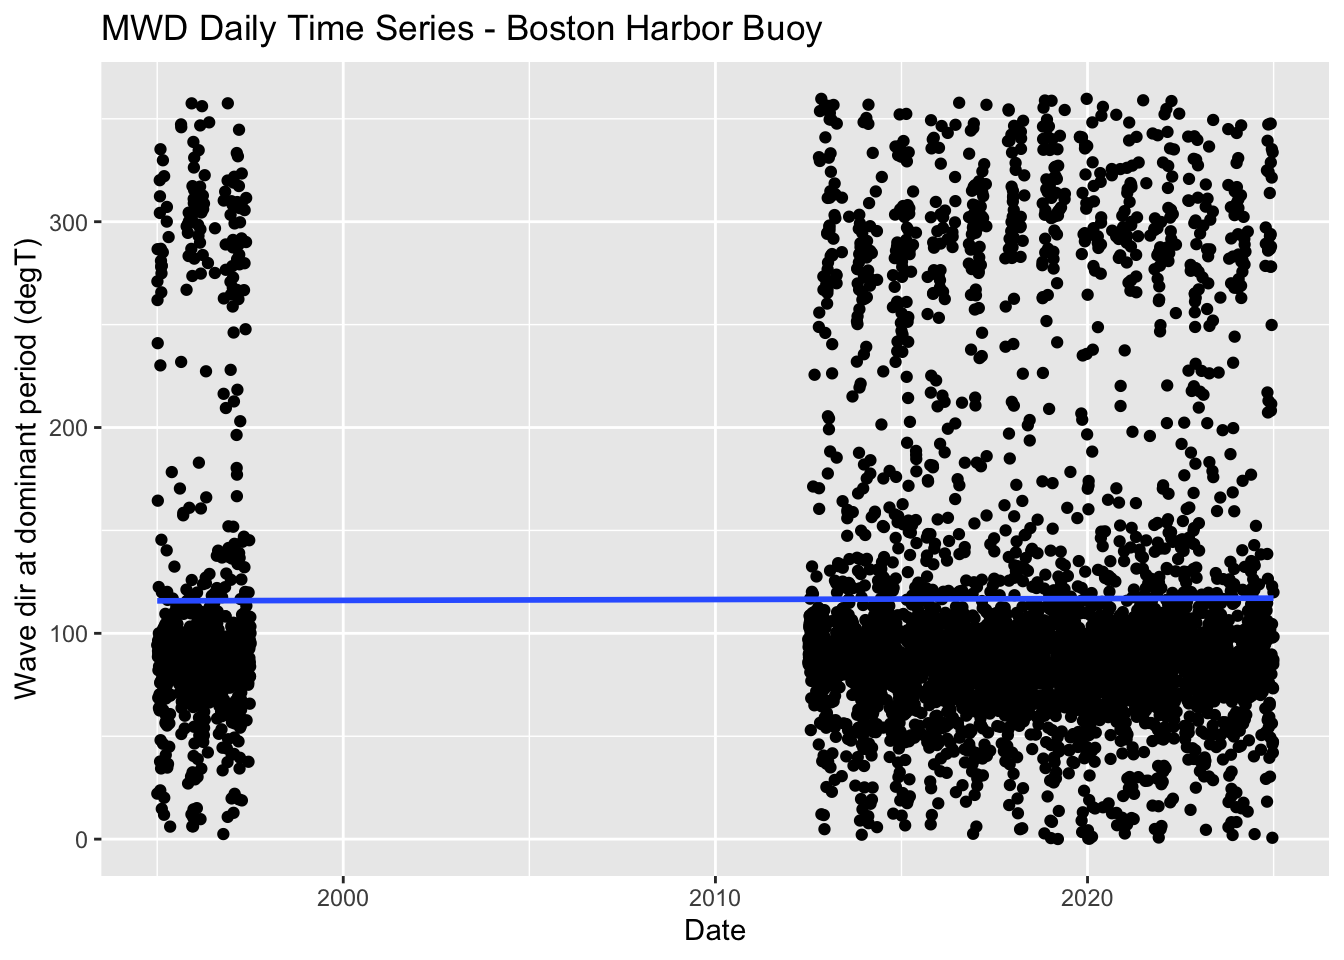 MWD Daily Time Series - Boston Harbor Buoy
Wave dir at dominant period (degT)
300
200
100
0
2000
2010
2020
Date